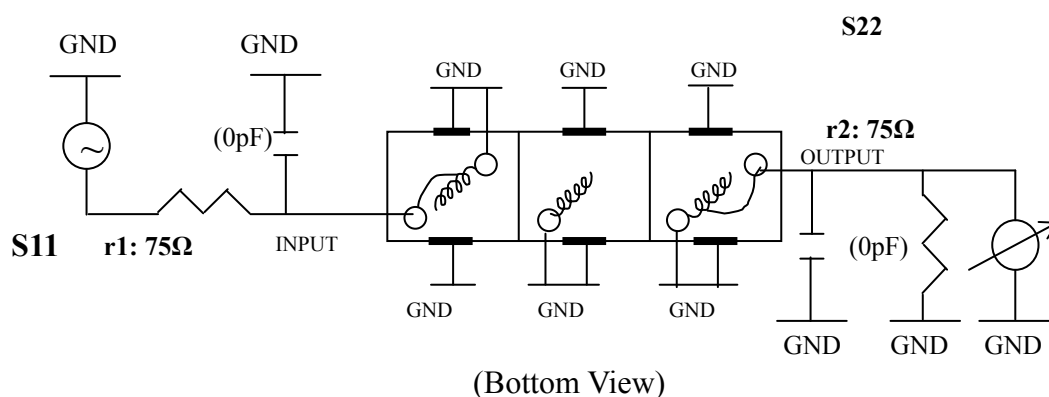 S22
GND
GND
GND
GND
GND
(0pF)
r2: 75Ω
OUTPUT
~
S11
r1: 75Ω
INPUT
(0pF)
GND
GND
GND
GND
GND
GND
(Bottom View)